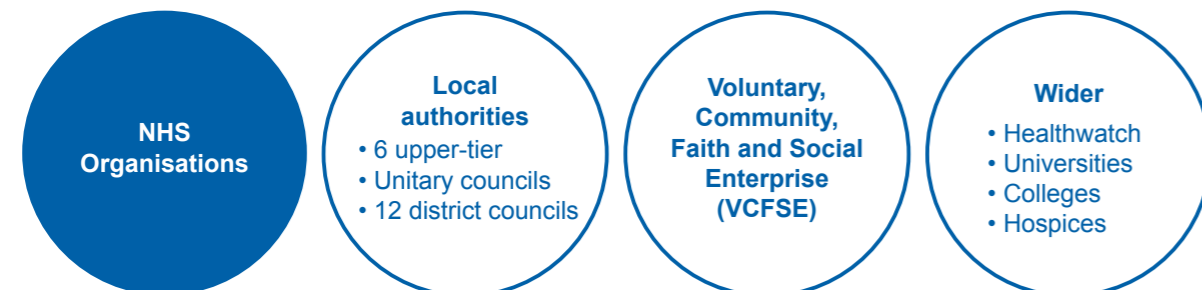 NHS
Organisations
Local
authorities
• 6 upper-tier
• Unitary councils
• 12 district councils
Voluntary,
Community,
Faith and Social
Enterprise
(VCFSE)
Wider
• Healthwatch
• Universities
• Colleges
• Hospices